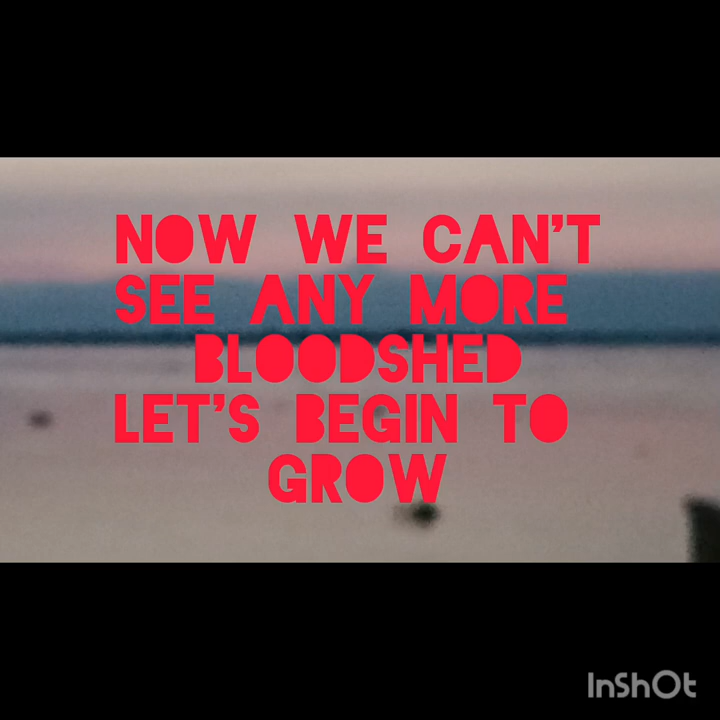 NOW WE CAN'T
SEE ANY MORE
BLOODSHED
LET'S BEGIN TO
GROW
InShOt